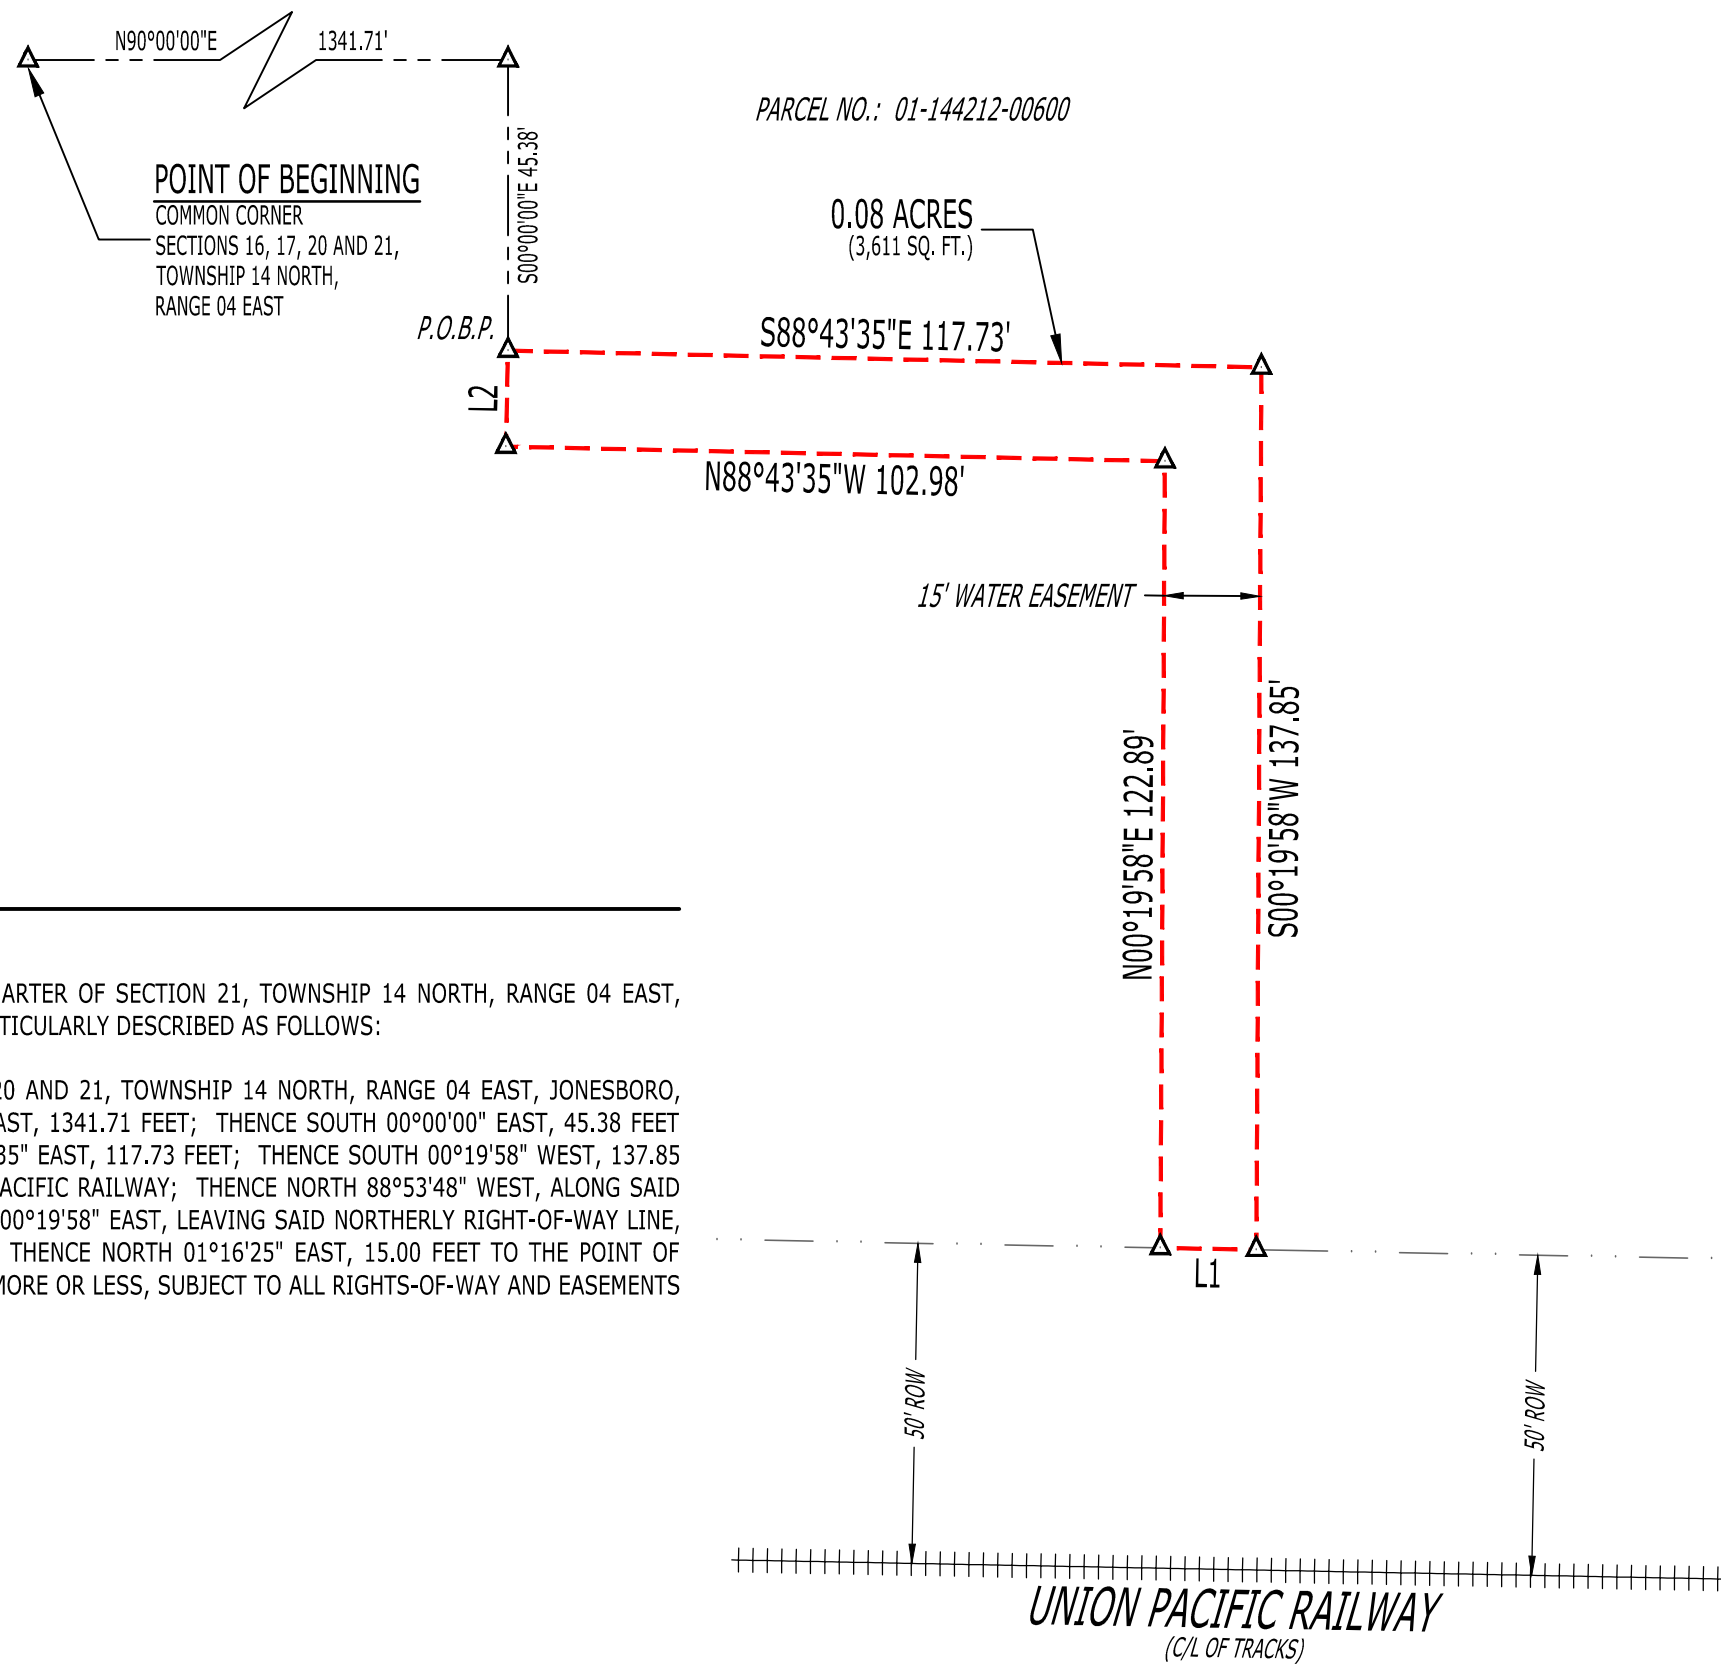 N90°00'00"E 1341.71'
PARCEL NO.: 01-144212-00600
S00°00'00"E 45.38'
POINT OF BEGINNING
COMMON CORNER
SECTIONS 16, 17, 20 AND 21,
TOWNSHIP 14 NORTH,
RANGE 04 EAST
0.08 ACRES
(3,611 SQ. FT.)
P.O.B.P.
S88°43'35"E 117.73'
L2
N88°43'35"W 102.98'
15' WATER EASEMENT
N00°19'58"E 122.89'
S00°19'58"W 137.85'
ARTER OF SECTION 21, TOWNSHIP 14 NORTH, RANGE 04 EAST,
TICULARLY DESCRIBED AS FOLLOWS:
20 AND 21, TOWNSHIP 14 NORTH, RANGE 04 EAST, JONESBORO,
AST, 1341.71 FEET; THENCE SOUTH 00°00'00" EAST, 45.38 FEET
35" EAST, 117.73 FEET; THENCE SOUTH 00°19'58" WEST, 137.85
ACIFIC RAILWAY; THENCE NORTH 88°53'48" WEST, ALONG SAID
00°19'58" EAST, LEAVING SAID NORTHERLY RIGHT-OF-WAY LINE,
THENCE NORTH 01°16'25" EAST, 15.00 FEET TO THE POINT OF
MORE OR LESS, SUBJECT TO ALL RIGHTS-OF-WAY AND EASEMENTS
L1
50' ROW
50' ROW
UNION PACIFIC RAILWAY
(C/L OF TRACKS)